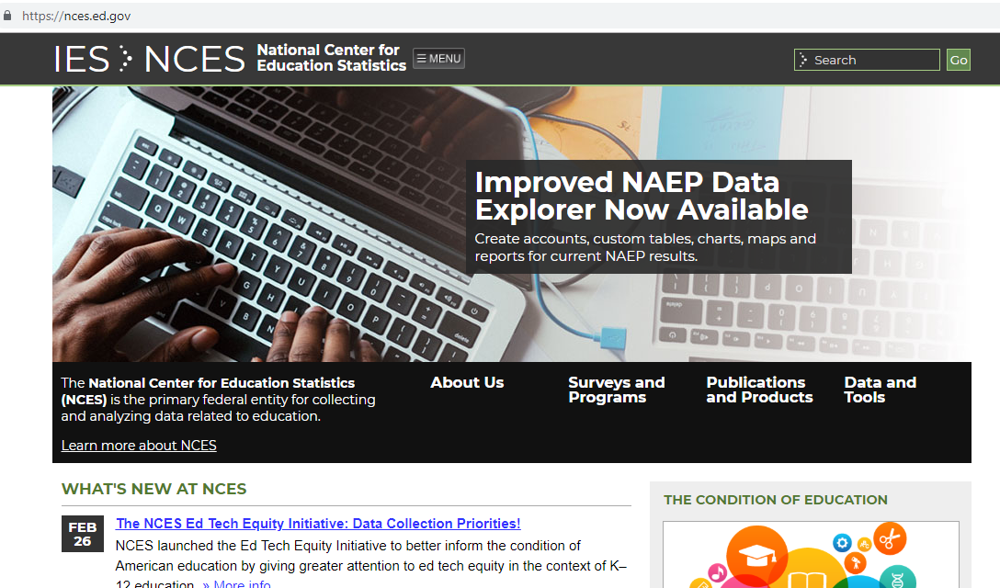 https://nces.ed.gov
IES NCES
National Center for
Education Statistics
MENU
Search
Go
Improved NAEP Data
Explorer Now Available
Create accounts, custom tables, charts, maps and
reports for current NAEP results.
The National Center for Education Statistics
(NCES) is the primary federal entity for collecting
and analyzing data related to education.
Learn more about NCES
About Us
Surveys and
Programs
Publications
and Products
Data and
Tools
WHAT'S NEW AT NCES
FEB
26
The NCES Ed Tech Equity Initiative: Data Collection Priorities!
NCES launched the Ed Tech Equity Initiative to better inform the condition of
American education by giving greater attention to ed tech equity in the context of K–
12 education. » More info
THE CONDITION OF EDUCATION